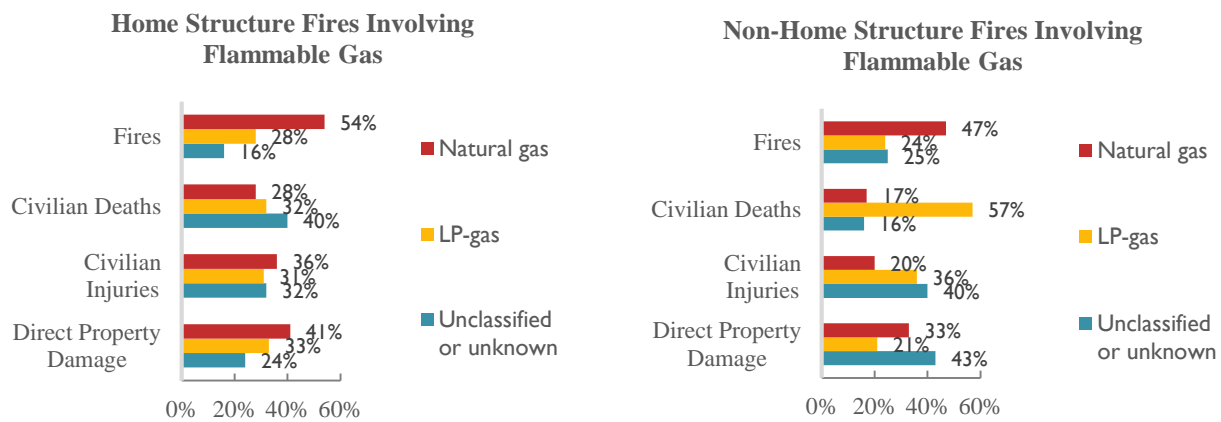 Home Structure Fires Involving
Flammable Gas
Fires
54%
28%
16%
Civilian Deaths
28%
32%
40%
Civilian
Injuries
36%
31%
32%
Direct Property
Damage
41%
33%
24%
0% 20% 40% 60%
Natural gas
LP-gas
Unclassified
or unknown
Non-Home Structure Fires Involving
Flammable Gas
Fires
47%
24%
25%
Civilian Deaths
17%
57%
16%
Civilian
Injuries
20%
36%
40%
Direct Property
Damage
33%
21%
43%
0% 20% 40% 60%
Natural gas
LP-gas
Unclassified
or unknown